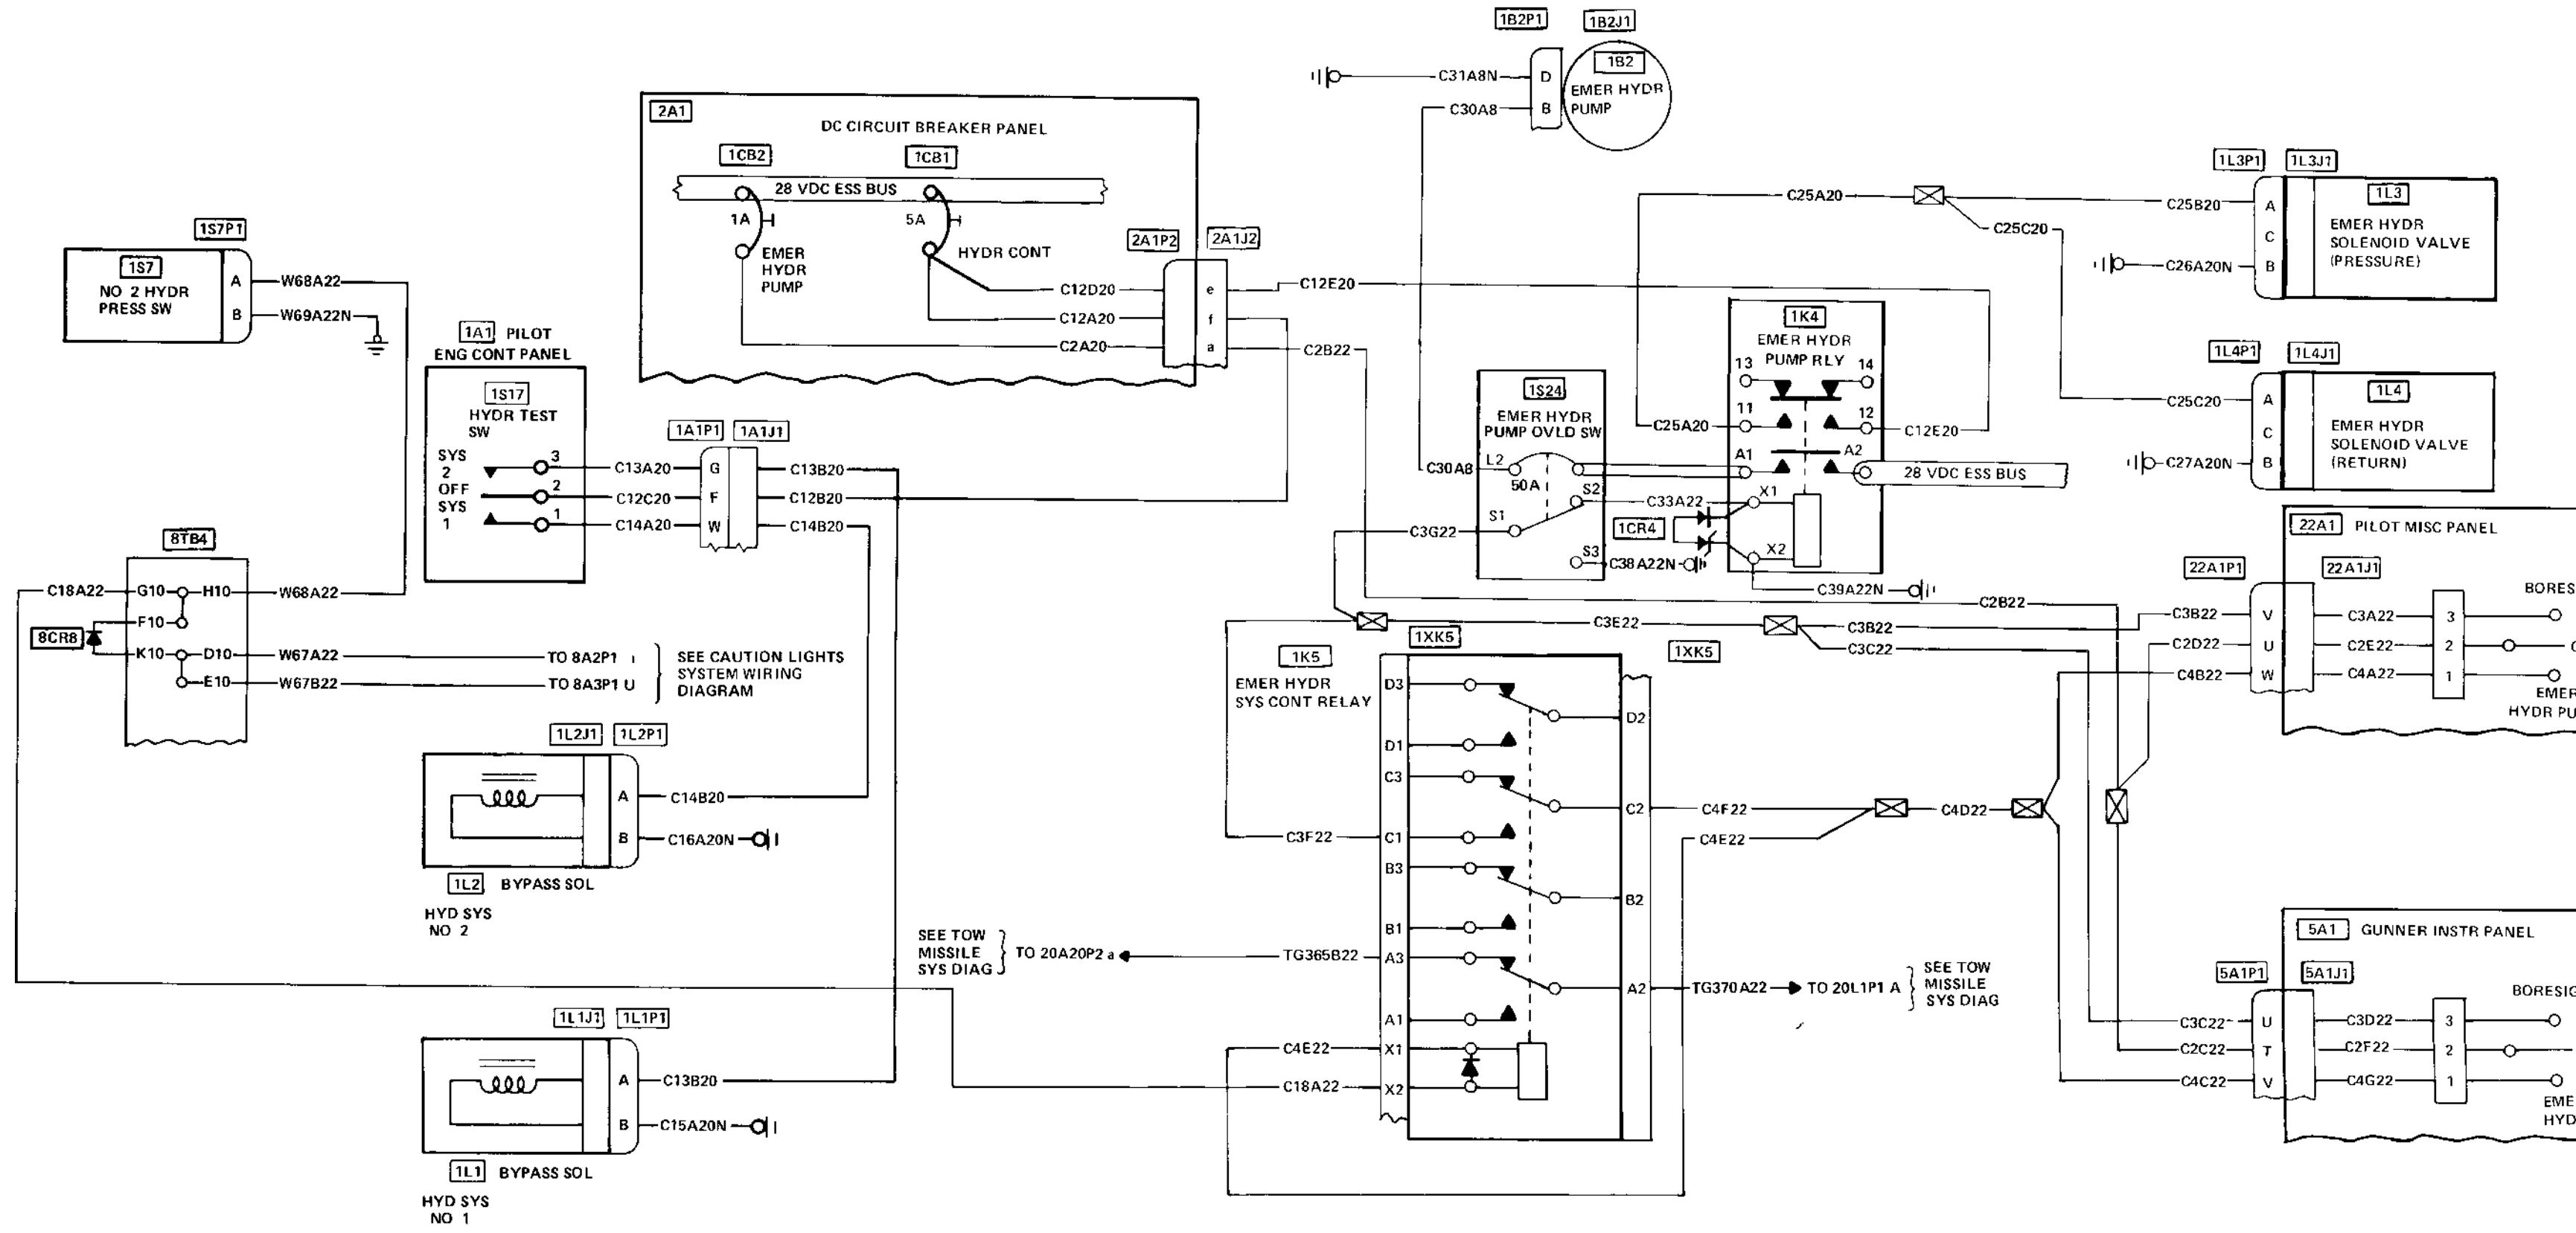 1B2P1
1B2J1
1B2
EMER HYDR
PUMP
C31A8N
D
C30A8
B
2A1
DC CIRCUIT BREAKER PANEL
1CB2
1CB1
28 VDC ESS BUS
1A
5A
EMER
HYDR
PUMP
HYDR CONT
2A1P2
2A1J2
C12D20
e
C12E20
C12A20
f
C2A20
a
C2B22
1S7P1
1S7
NO 2 HYDR
PRESS SW
A
W68A22
B
W69A22N
1A1
PILOT
ENG CONT PANEL
1S17
HYDR TEST
SW
SYS
2
OFF
SYS
1
3
2
1
1A1P1
1A1J1
C13A20
G
C13B20
C12C20
F
C12B20
C14A20
W
C14B20
8TB4
C18A22
G10
H10
W68A22
F10
8CR8
K10
D10
W67A22
TO 8A2P1 i
E10
W67B22
TO 8A3P1 U
SEE CAUTION LIGHTS
SYSTEM WIRING
DIAGRAM
1L2J1
1L2P1
A
C14B20
B
C16A20N
1L2
BYPASS SOL
HYD SYS
NO 2
1L1J1
1L1P1
A
C13B20
B
C15A20N
1L1
BYPASS SOL
HYD SYS
NO 1
1L3P1
1L3J1
C25A20
C25B20
C25C20
A
C
B
C26A20N
1L3
EMER HYDR
SOLENOID VALVE
(PRESSURE)
1L4P1
1L4J1
C25C20
A
C
B
C27A20N
1L4
EMER HYDR
SOLENOID VALVE
(RETURN)
1K4
EMER HYDR
PUMP RLY
13
14
11
12
C25A20
C12E20
A1
A2
28 VDC ESS BUS
X1
X2
C39A22N
1S24
EMER HYDR
PUMP OVLD SW
C30A8
L2
50A
S2
C33A22
S1
C3G22
S3
C38A22N
1CR4
C2B22
C3E22
C3B22
C3C22
1K5
EMER HYDR
SYS CONT RELAY
1XK5
1XK5
D3
D2
D1
C3
C2
C3F22
C1
B3
B2
B1
A3
A2
A1
X1
X2
C4F22
C4E22
C4D22
SEE TOW
MISSILE
SYS DIAG
TO 20A20P2 a
TG365B22
TG370A22
TO 20L1P1 A
SEE TOW
MISSILE
SYS DIAG
C4E22
C18A22
22A1
PILOT MISC PANEL
22A1P1
22A1J1
C3B22
V
C3A22
3
C2D22
U
C2E22
2
C4B22
W
C4A22
1
BORES
EMER
HYDR PU
5A1
GUNNER INSTR PANEL
5A1P1
5A1J1
C3C22
U
C3D22
3
C2C22
T
C2F22
2
C4C22
V
C4G22
1
BORESIG
EME
HYD